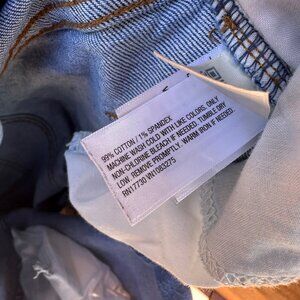 99% COTTON / 1% SPANDEX
MACHINE WASH COLD WITH LIKE COLORS. ONLY
NON-CHLORINE BLEACH IF NEEDED. TUMBLE DRY
LOW. REMOVE PROMPTLY. WARM IRON IF NEEDED.
RN17730 VN1083275